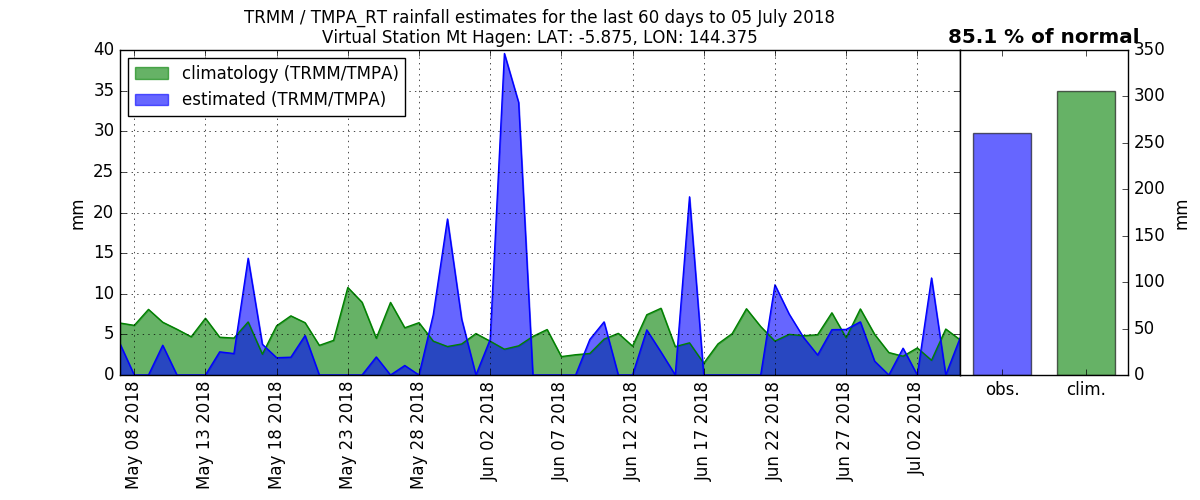 TRMM / TMPA_RT rainfall estimates for the last 60 days to 05 July 2018
Virtual Station Mt Hagen: LAT: -5.875, LON: 144.375
85.1 % of normal
climatology (TRMM/TMPA)
estimated (TRMM/TMPA)
40
35
30
25
20
15
10
5
0
mm
350
300
250
200
150
100
50
0
mm
obs.
clim.
May 08 2018
May 13 2018
May 18 2018
May 23 2018
May 28 2018
Jun 02 2018
Jun 07 2018
Jun 12 2018
Jun 17 2018
Jun 22 2018
Jun 27 2018
Jul 02 2018